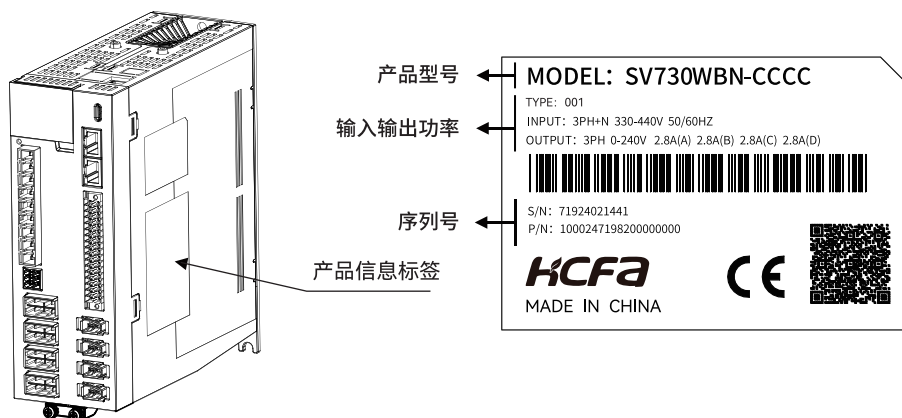 产品型号
MODEL: SV730WBN-CCCC
TYPE: 001
输入输出功率
INPUT: 3PH+N 330-440V 50/60HZ
OUTPUT: 3PH 0-240V 2.8A(A) 2.8A(B) 2.8A(C) 2.8A(D)
序列号
S/N: 71924021441
P/N: 1000247198200000000
产品信息标签
HCFA
CE
MADE IN CHINA